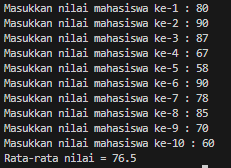 Masukkan nilai mahasiswa ke-1 : 80
Masukkan nilai mahasiswa ke-2 : 90
Masukkan nilai mahasiswa ke-3 : 87
Masukkan nilai mahasiswa ke-4 : 67
Masukkan nilai mahasiswa ke-5 : 58
Masukkan nilai mahasiswa ke-6 : 90
Masukkan nilai mahasiswa ke-7 : 78
Masukkan nilai mahasiswa ke-8 : 85
Masukkan nilai mahasiswa ke-9 : 70
Masukkan nilai mahasiswa ke-10 : 60
Rata-rata nilai = 76.5